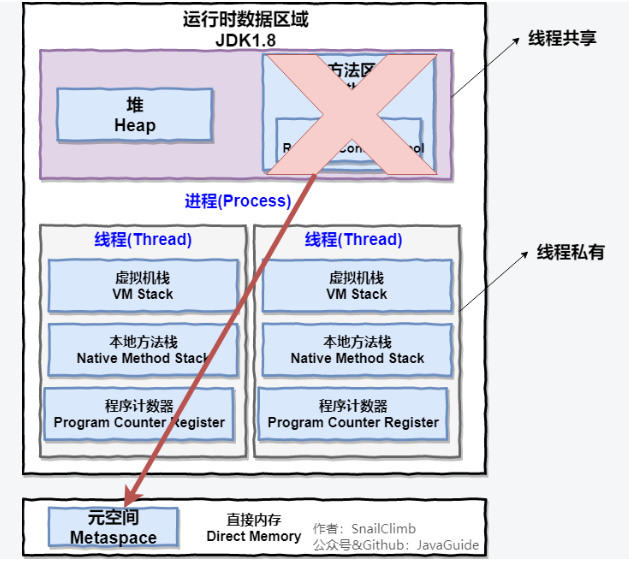 运行时数据区域
JDK1.8
线程共享
堆
Heap
方法区
进程(Process)
线程(Thread)
线程(Thread)
线程私有
虚拟机栈
VM Stack
虚拟机栈
VM Stack
本地方法栈
Native Method Stack
本地方法栈
Native Method Stack
程序计数器
Program Counter Register
程序计数器
Program Counter Register
元空间
Metaspace
直接内存
Direct Memory
作者：SnailClimb
公众号&Github：JavaGuide